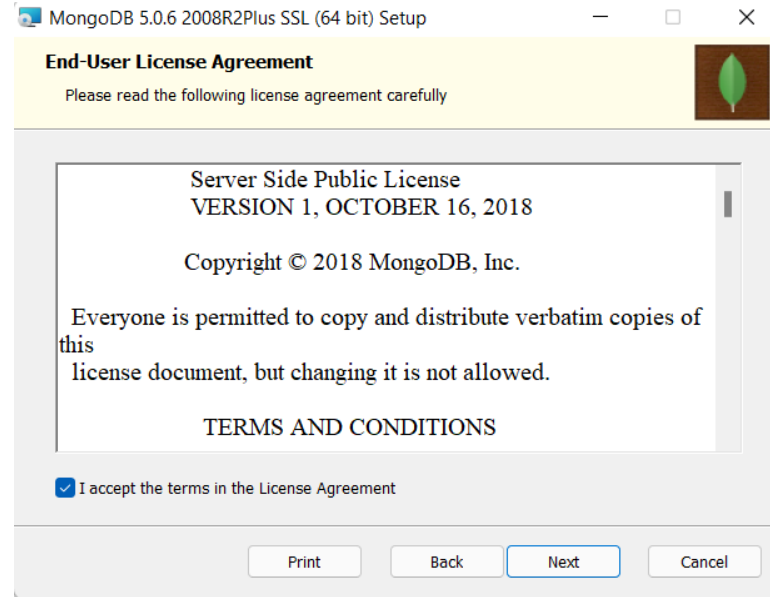 MongoDB 5.0.6 2008R2Plus SSL (64 bit) Setup
End-User License Agreement
Please read the following license agreement carefully
Server Side Public License
VERSION 1, OCTOBER 16, 2018
Copyright © 2018 MongoDB, Inc.
Everyone is permitted to copy and distribute verbatim copies of
this
license document, but changing it is not allowed.
TERMS AND CONDITIONS
I accept the terms in the License Agreement
Print Back Next Cancel